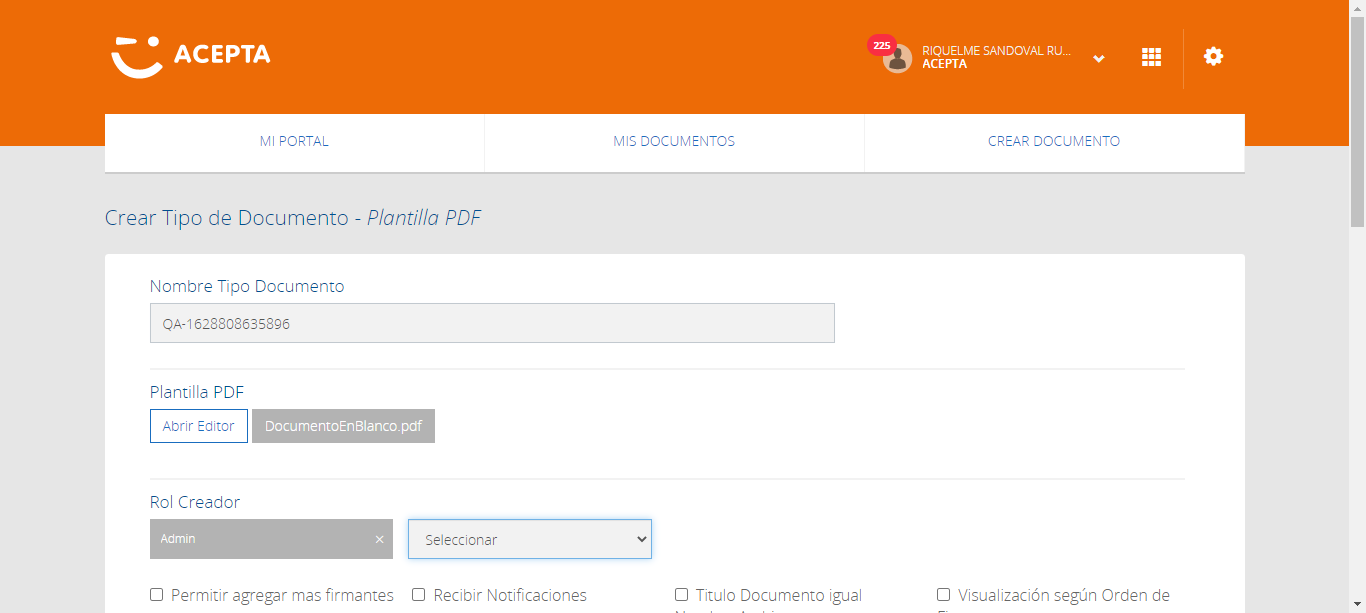 ACEPTA
225
RIQUELME SANDOVAL RU...
ACEPTA
MI PORTAL
MIS DOCUMENTOS
CREAR DOCUMENTO
Crear Tipo de Documento - Plantilla PDF
Nombre Tipo Documento
QA-1628808635896
Plantilla PDF
Abrir Editor
DocumentoEnBlanco.pdf
Rol Creador
Admin ×
Seleccionar
Permitir agregar mas firmantes
Recibir Notificaciones
Titulo Documento igual
Visualización según Orden de